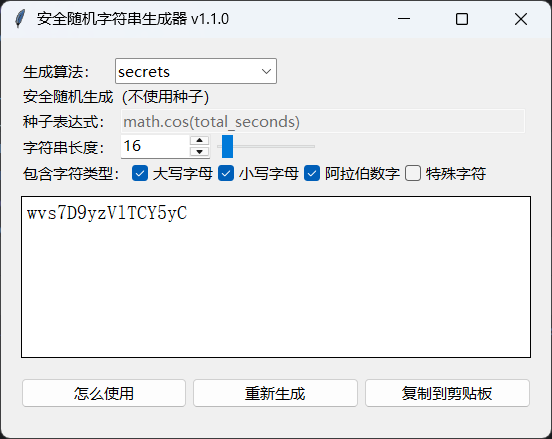 安全随机字符串生成器 v1.1.0
生成算法： secrets
安全随机生成（不使用种子）
种子表达式： math.cos(total_seconds)
字符串长度： 16
包含字符类型： 大写字母 小写字母 阿拉伯数字 特殊字符
wvs7D9yzVlTCY5yC
怎么使用 重新生成 复制到剪贴板